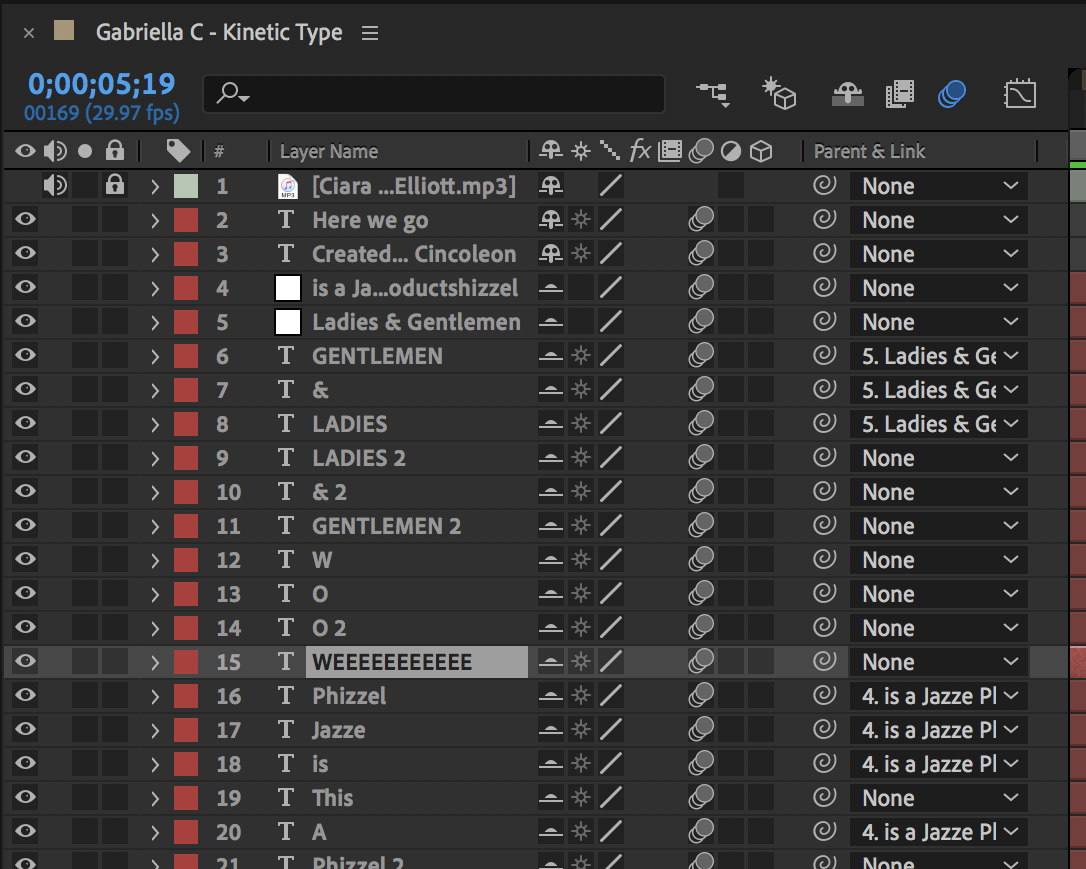 × Gabriella C - Kinetic Type
0;00;05;19
00169 (29.97 fps)
# Layer Name fx Parent & Link
1 MP3 [Ciara ...Elliott.mp3] None
2 T Here we go None
3 T Created... Cincoleon None
4 is a Ja...oductshizzel None
5 Ladies & Gentlemen None
6 T GENTLEMEN 5. Ladies & Ge
7 T & 5. Ladies & Ge
8 T LADIES 5. Ladies & Ge
9 T LADIES 2 None
10 T & 2 None
11 T GENTLEMEN 2 None
12 T W None
13 T O None
14 T O 2 None
15 T WEEEEEEEEEEE None
16 T Phizzel 4. is a Jazze Pl
17 T Jazze 4. is a Jazze Pl
18 T is 4. is a Jazze Pl
19 T This None
20 T A 4. is a Jazze Pl
21 T Phizzel 2 None